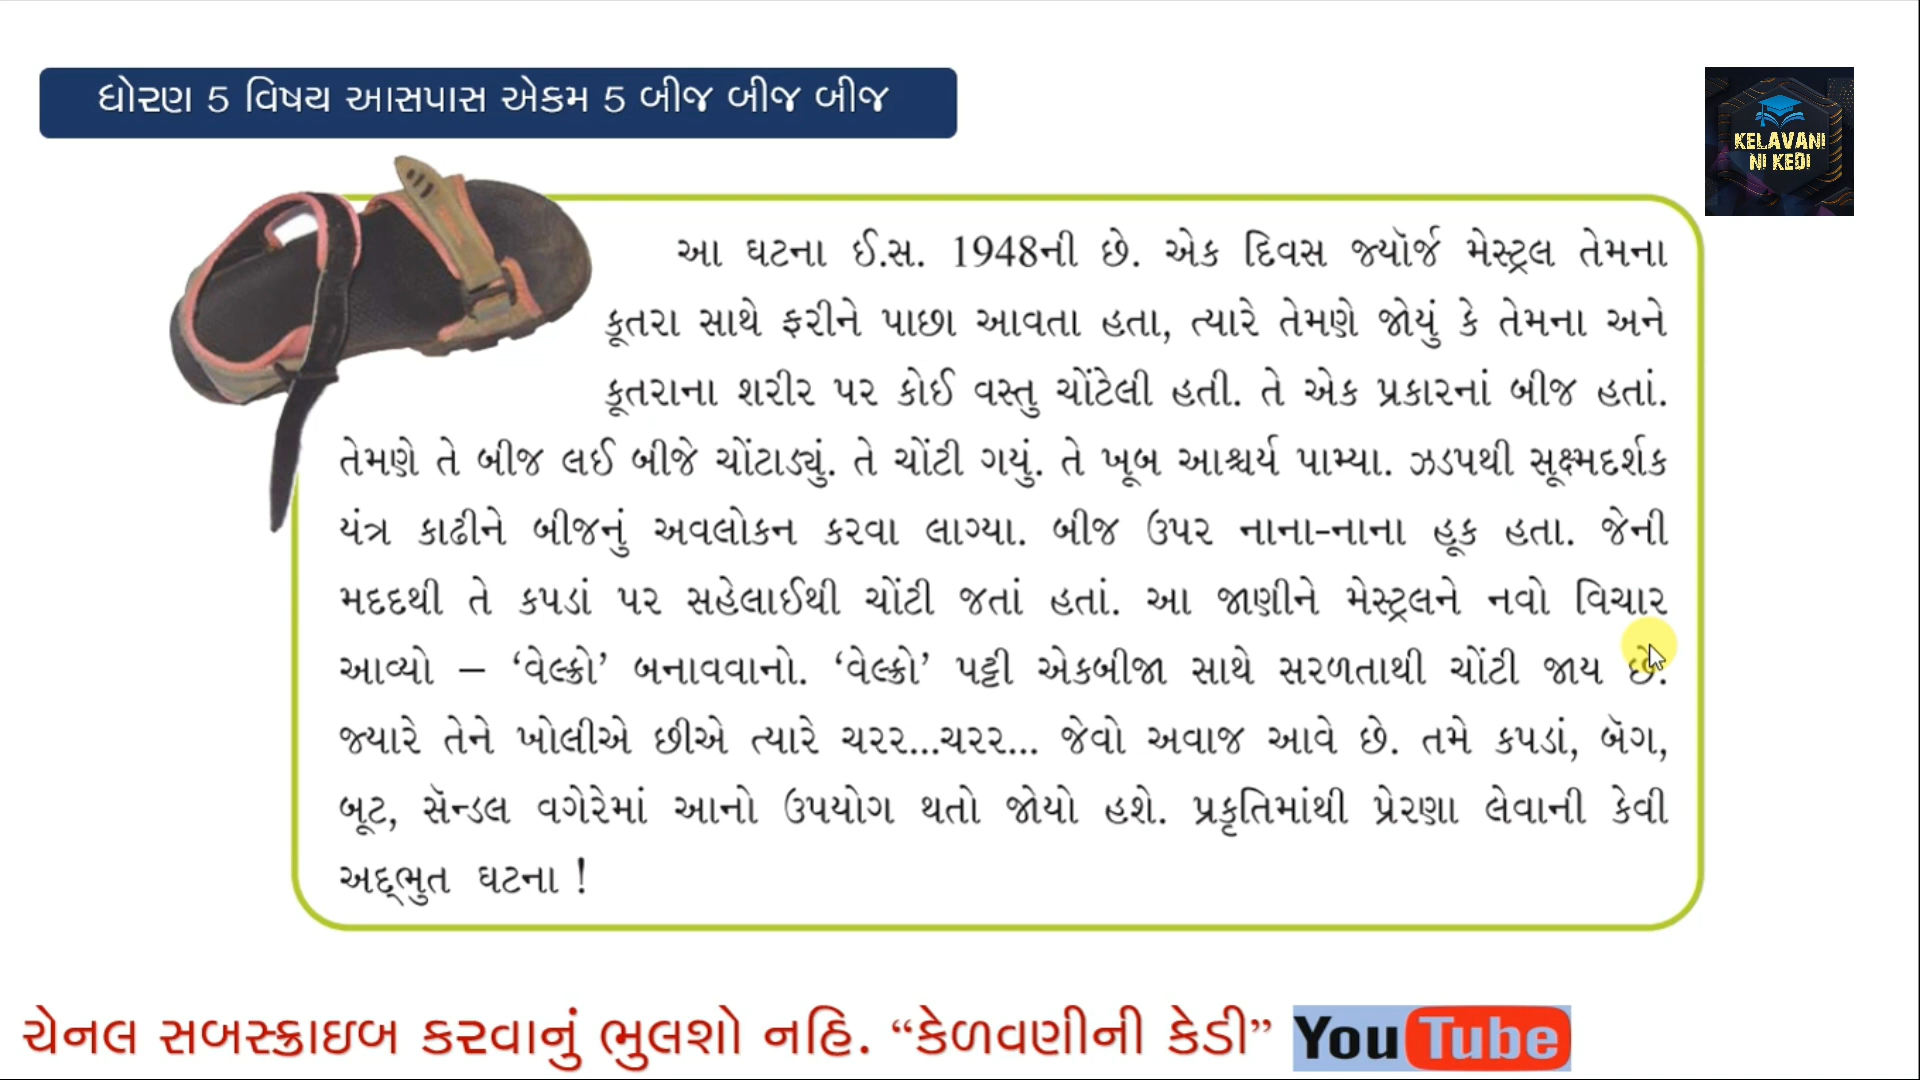 ધોરણ 5 વિષય આસપાસ એકમ 5 બીજ બીજ બીજ
KELAVANI
NI KEDI
આ ઘટના ઈ.સ. 1948ની છે. એક દિવસ જ્યૉર્જ મેસ્ટ્રલ તેમના
કૂતરા સાથે ફરીને પાછા આવતા હતા, ત્યારે તેમણે જોયું કે તેમના અને
કૂતરાના શરીર પર કોઈ વસ્તુ ચોંટેલી હતી. તે એક પ્રકારનાં બીજ હતાં.
તેમણે તે બીજ લઈ બીજે ચોંટાડ્યું. તે ચોંટી ગયું. તે ખૂબ આશ્ચર્ય પામ્યા. ઝડપથી સૂક્ષ્મદર્શક
યંત્ર કાઢીને બીજનું અવલોકન કરવા લાગ્યા. બીજ ઉપર નાના-નાના હૂક હતા. જેની
મદદથી તે કપડાં પર સહેલાઈથી ચોંટી જતાં હતાં. આ જાણીને મેસ્ટ્રલને નવો વિચાર
આવ્યો – ‘વેલ્ક્રો’ બનાવવાનો. ‘વેલ્ક્રો’ પટ્ટી એકબીજા સાથે સરળતાથી ચોંટી જાય છે.
જ્યારે તેને ખોલીએ છીએ ત્યારે ચરર...ચરર... જેવો અવાજ આવે છે. તમે કપડાં, બૅગ,
બૂટ, સૅન્ડલ વગેરેમાં આનો ઉપયોગ થતો જોયો હશે. પ્રકૃતિમાંથી પ્રેરણા લેવાની કેવી
અદ્ભુત ઘટના !
ચેનલ સબસ્ક્રાઇબ કરવાનું ભુલશો નહિ. “કેળવણીની કેડી” YouTube